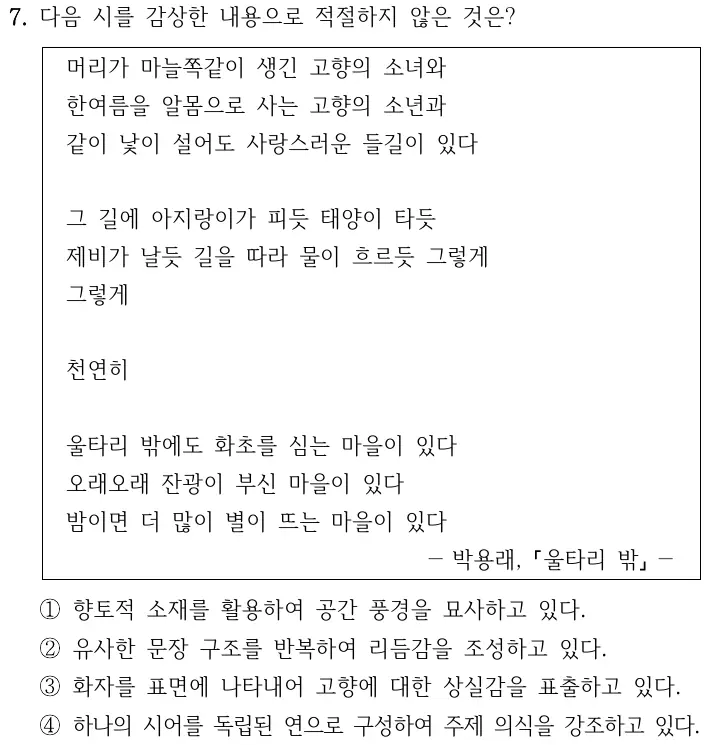 7. 다음 시를 감상한 내용으로 적절하지 않은 것은?
머리가 마늘쪽같이 생긴 고향의 소녀와
한여름을 알몸으로 사는 고향의 소년과
같이 낯이 설어도 사랑스러운 들길이 있다
그 길에 아지랑이가 피듯 태양이 타듯
제비가 날듯 길을 따라 물이 흐르듯 그렇게
그렇게
천연히
울타리 밖에도 화초를 심는 마을이 있다
오래오래 잔광이 부신 마을이 있다
밤이면 더 많이 별이 뜨는 마을이 있다
- 박용래, 「울타리 밖」 -
① 향토적 소재를 활용하여 공간 풍경을 묘사하고 있다.
② 유사한 문장 구조를 반복하여 리듬감을 조성하고 있다.
③ 화자를 표면에 나타내어 고향에 대한 상실감을 표출하고 있다.
④ 하나의 시어를 독립된 연으로 구성하여 주제 의식을 강조하고 있다.